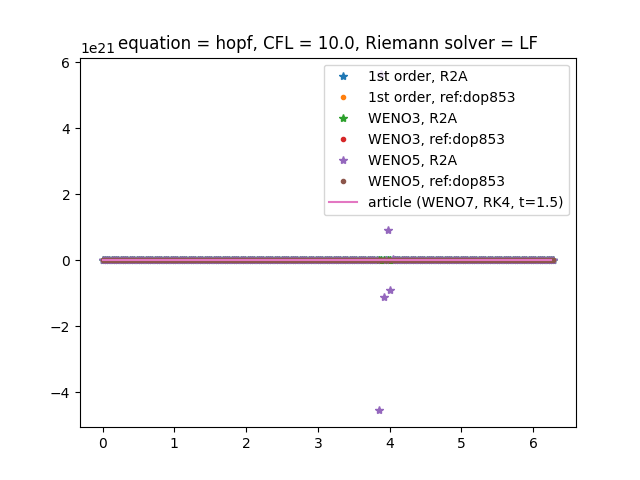 equation = hopf, CFL = 10.0, Riemann solver = LF
1e21
6
4
2
0
−2
−4
0
1
2
3
4
5
6
1st order, R2A
1st order, ref:dop853
WENO3, R2A
WENO3, ref:dop853
WENO5, R2A
WENO5, ref:dop853
article (WENO7, RK4, t=1.5)